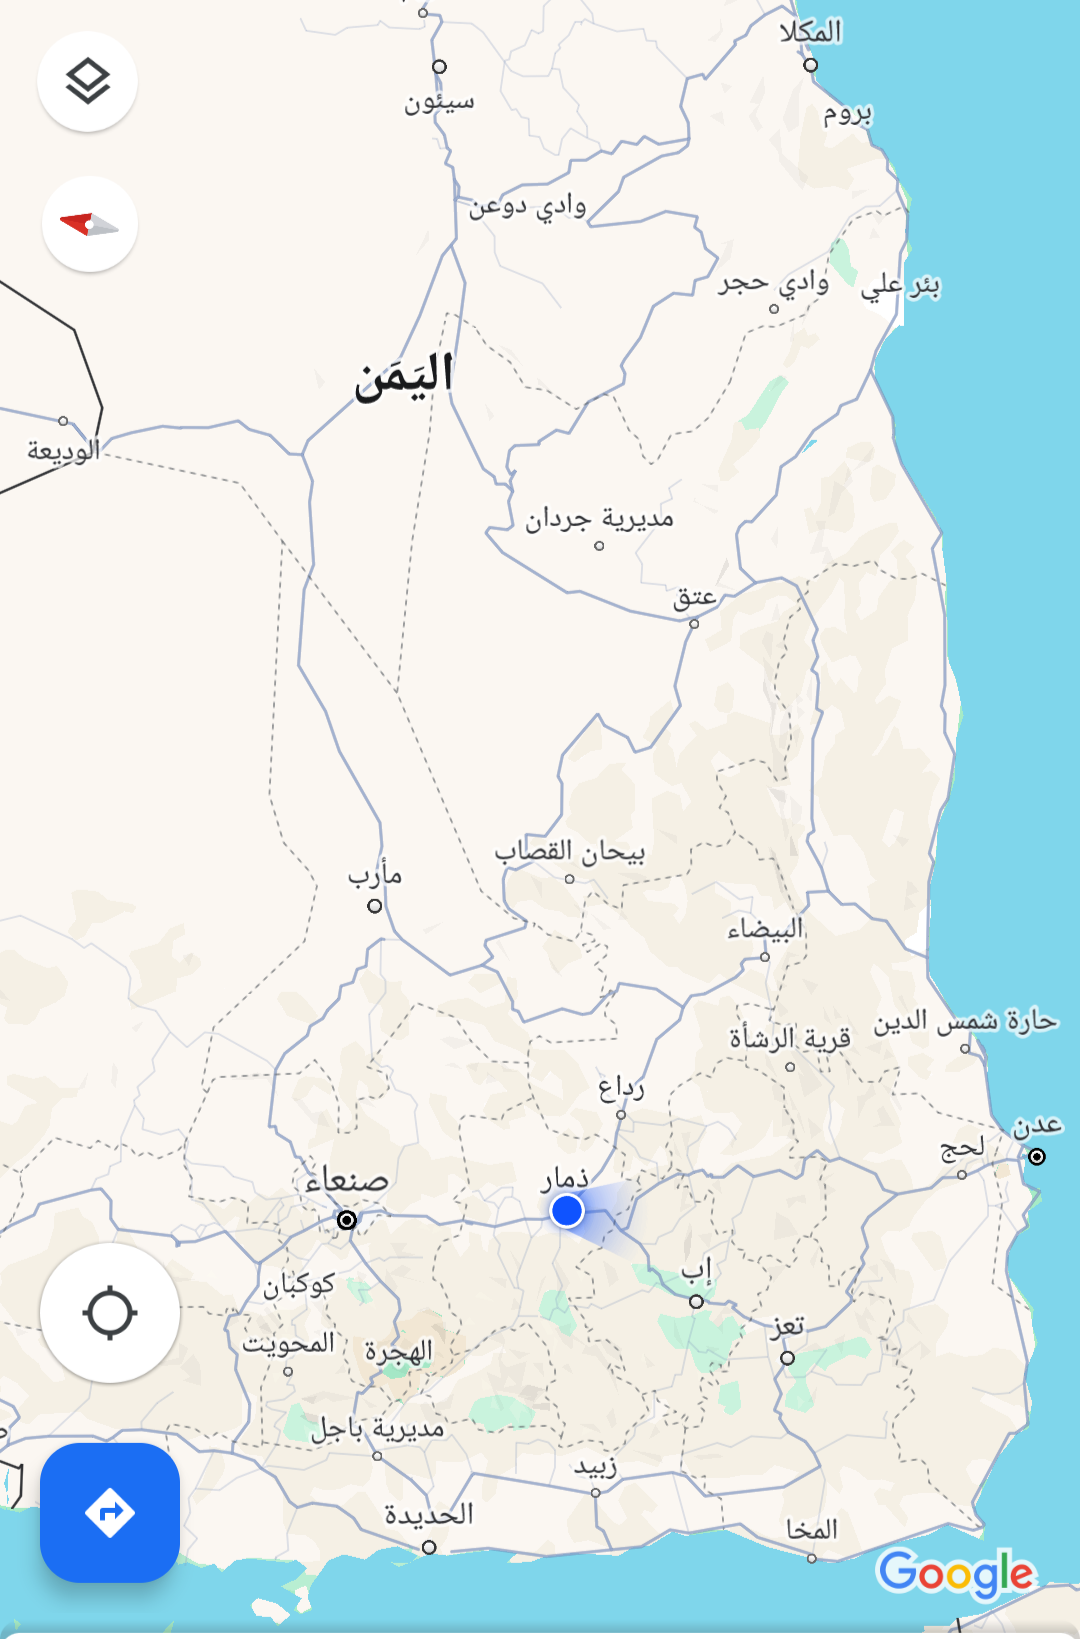 المكلا
سيئون
بروم
وادي دوعن
وادي حجر
بئر علي
اليَمَن
الوديعة
مديرية جردان
عتق
بيحان القصاب
مأرب
البيضاء
حارة شمس الدين
قرية الرشأة
رداع
عدن
لحج
ذمار
صنعاء
إب
كوكبان
تعز
المحويت
الهجرة
مديرية باجل
زبيد
الحديدة
المخا
Google